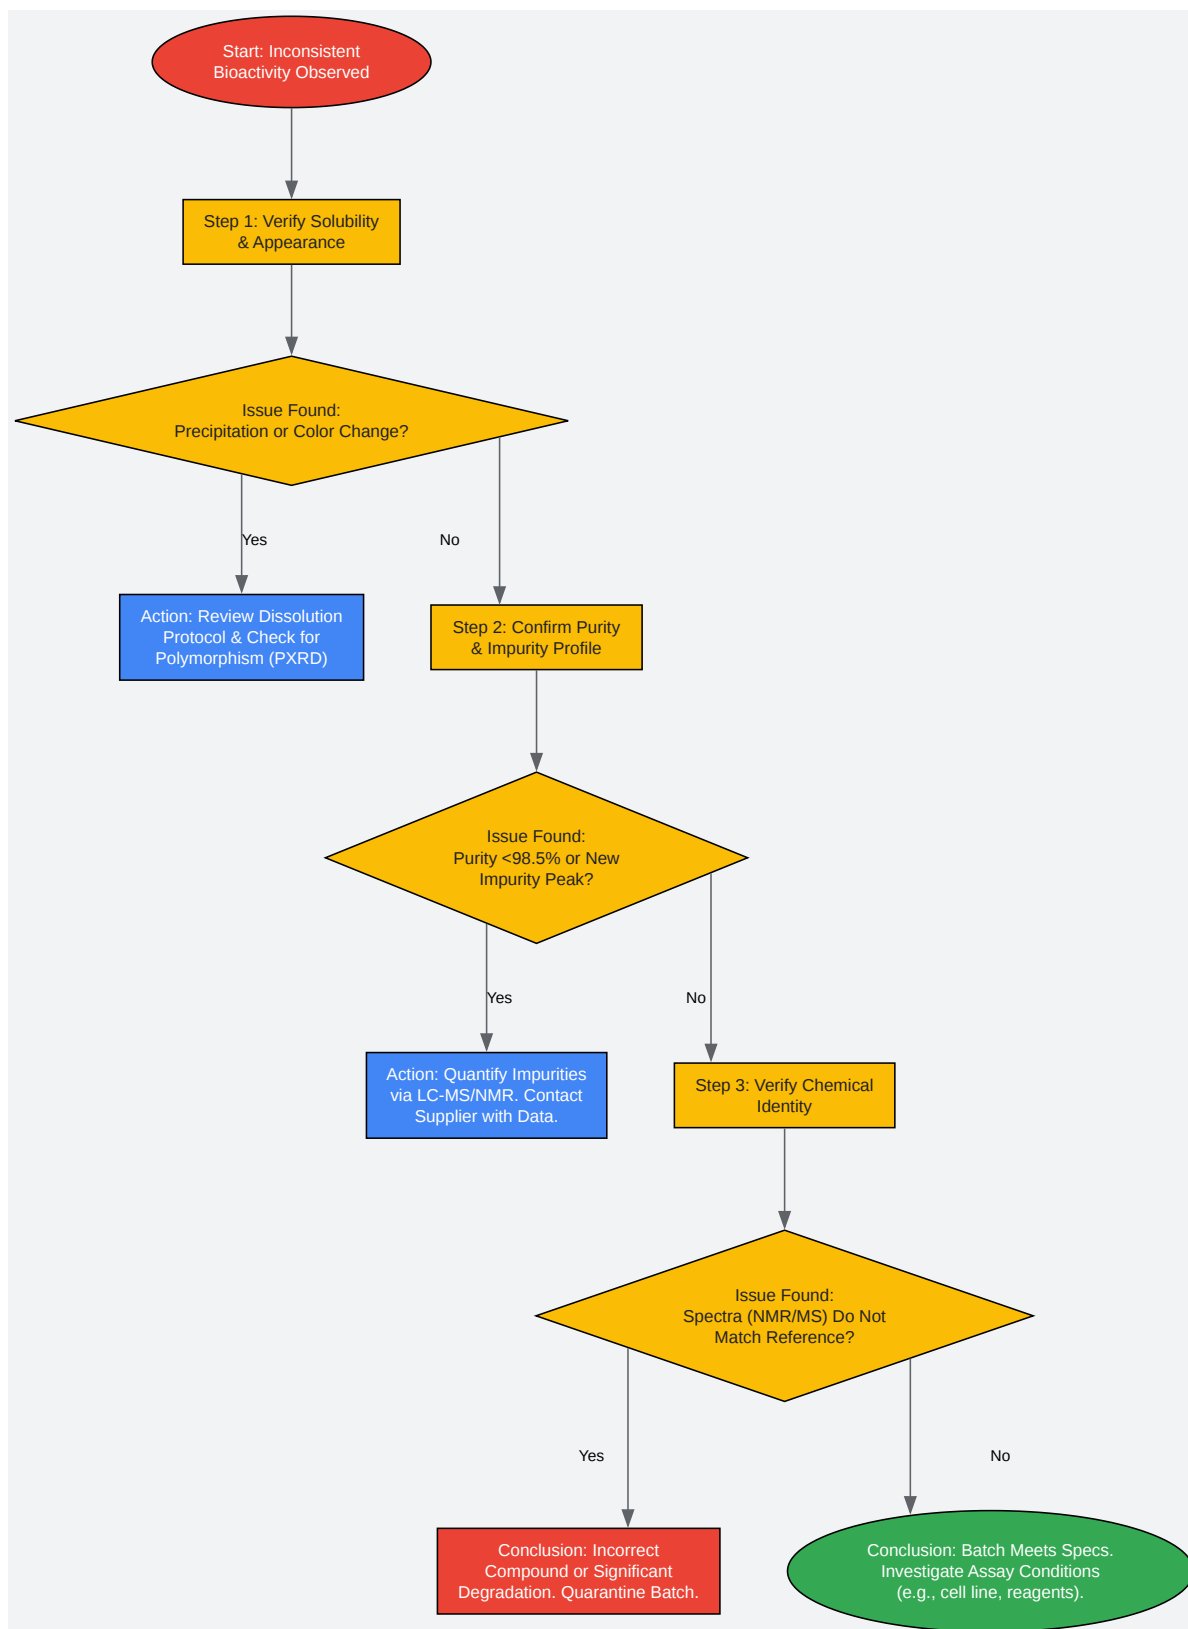 Start: Inconsistent
Bioactivity Observed
Step 1: Verify Solubility
& Appearance
Issue Found:
Precipitation or Color Change?
Yes
No
Action: Review Dissolution
Protocol & Check for
Polymorphism (PXRD)
Step 2: Confirm Purity
& Impurity Profile
Issue Found:
Purity <98.5% or New
Impurity Peak?
Yes
No
Action: Quantify Impurities
via LC-MS/NMR. Contact
Supplier with Data.
Step 3: Verify Chemical
Identity
Issue Found:
Spectra (NMR/MS) Do Not
Match Reference?
Yes
No
Conclusion: Incorrect
Compound or Significant
Degradation. Quarantine Batch.
Conclusion: Batch Meets Specs.
Investigate Assay Conditions
(e.g., cell line, reagents).